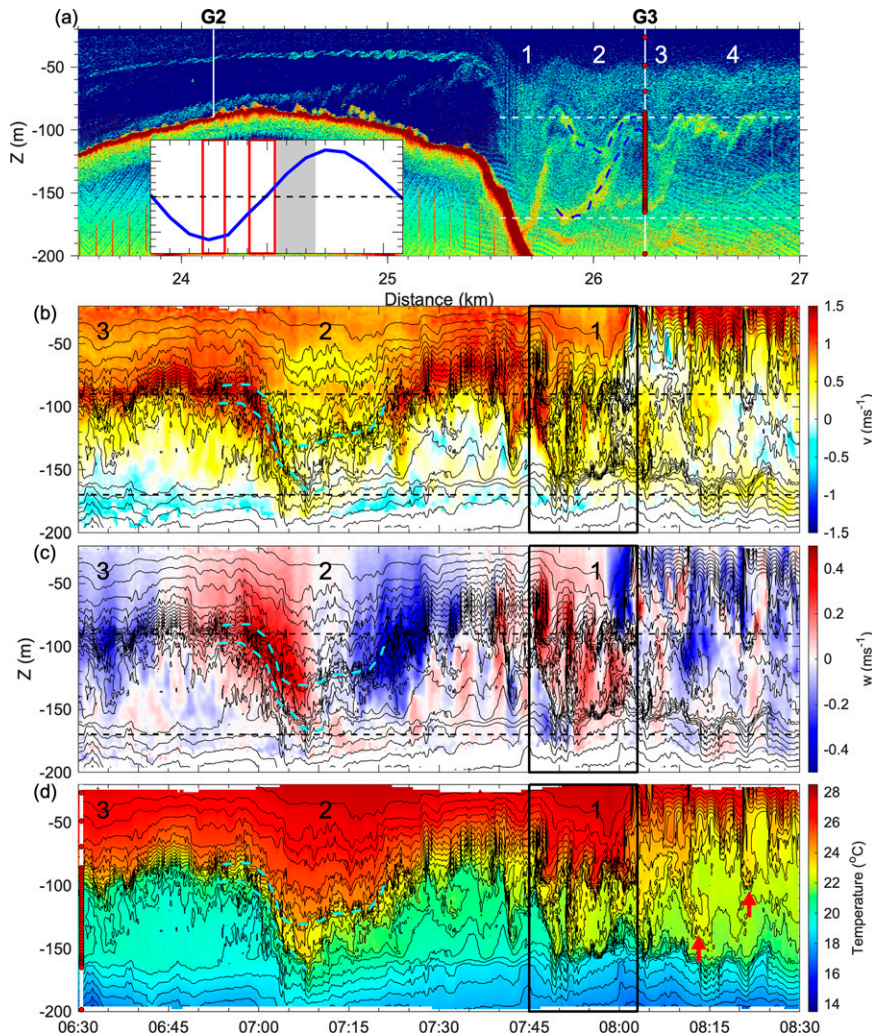 (a) G2 G3
1 2 3 4
Z (m)
-50
-100
-150
-200
24 25 26 27
Distance (km)
(b) 3 2 1
-50
-100
-150
-200
1.5
1
0.5
0
-0.5
-1
-1.5
v (ms-1)
(c) 3 2 1
Z (m)
-50
-100
-150
-200
0.4
0.2
0
-0.2
-0.4
w (ms-1)
(d) 3 2 1
-50
-100
-150
-200
28
26
24
22
20
18
16
14
Temperature (oC)
06:30 06:45 07:00 07:15 07:30 07:45 08:00 08:15 08:30